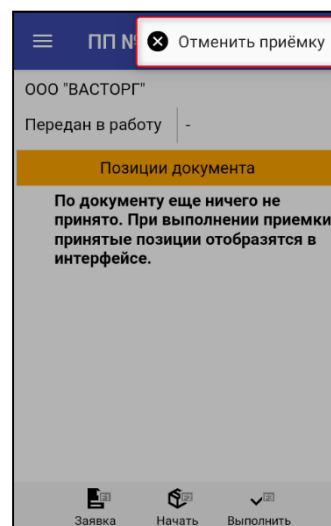 ПП №
Отменить приёмку
ООО "ВАСТОРГ"
Передан в работу -
Позиции документа
По документу еще ничего не
принято. При выполнении приемки
принятые позиции отобразятся в
интерфейсе.
Заявка Начать Выполнить